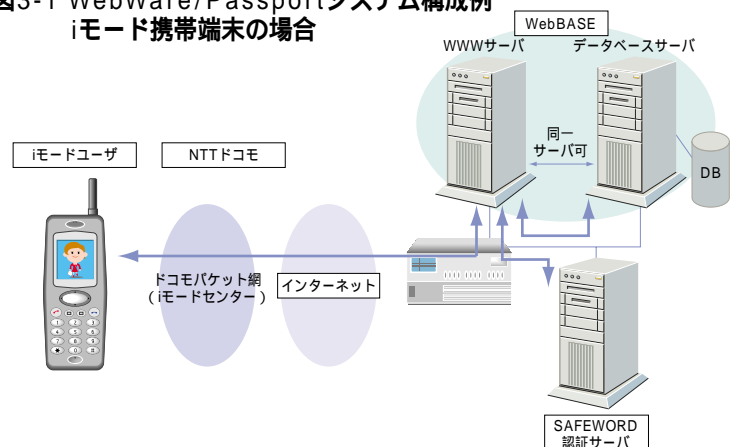 図3-1 WebWare/Passportシステム構成例
iモード携帯端末の場合
WebBASE
WWWサーバ
データベースサーバ
同一
サーバ可
DB
iモードユーザ
NTTドコモ
ドコモパケット網
（iモードセンター）
インターネット
SAFEWORD
認証サーバ